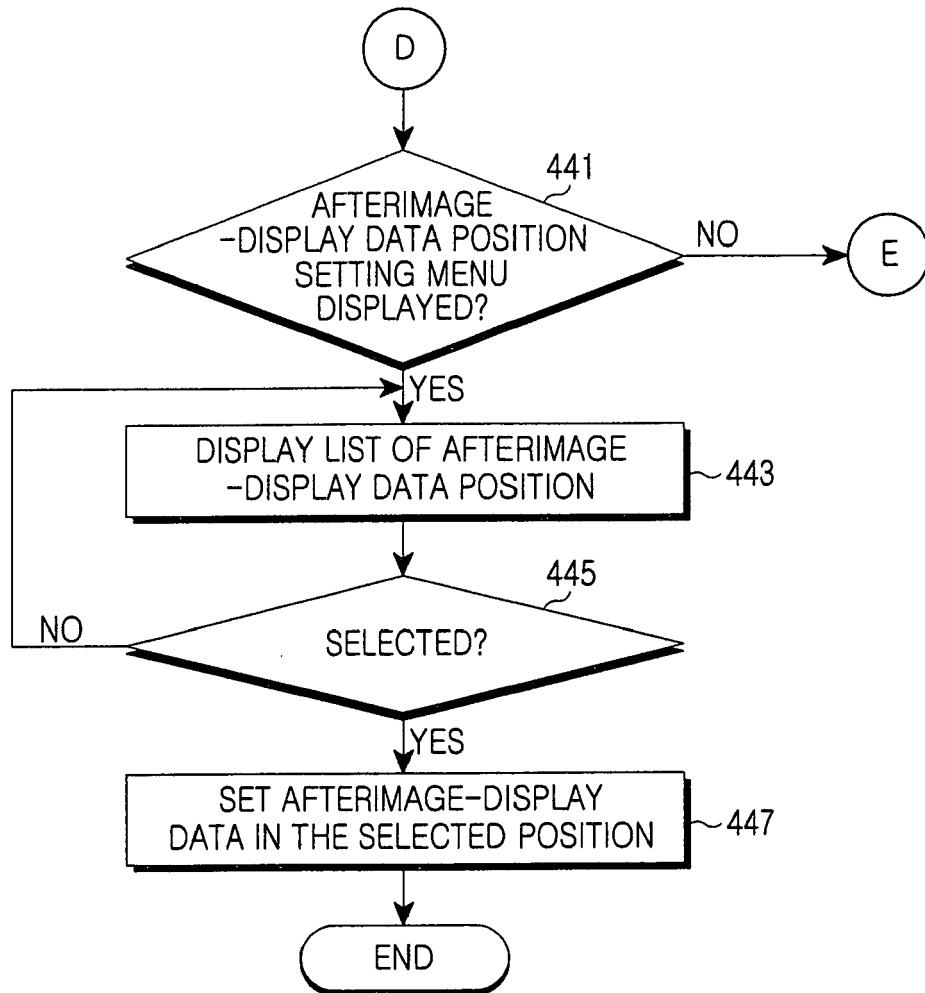 D
441
AFTERIMAGE
-DISPLAY DATA POSITION
SETTING MENU
DISPLAYED?
NO
E
YES
DISPLAY LIST OF AFTERIMAGE
-DISPLAY DATA POSITION
443
445
SELECTED?
NO
YES
SET AFTERIMAGE-DISPLAY
DATA IN THE SELECTED POSITION
447
END